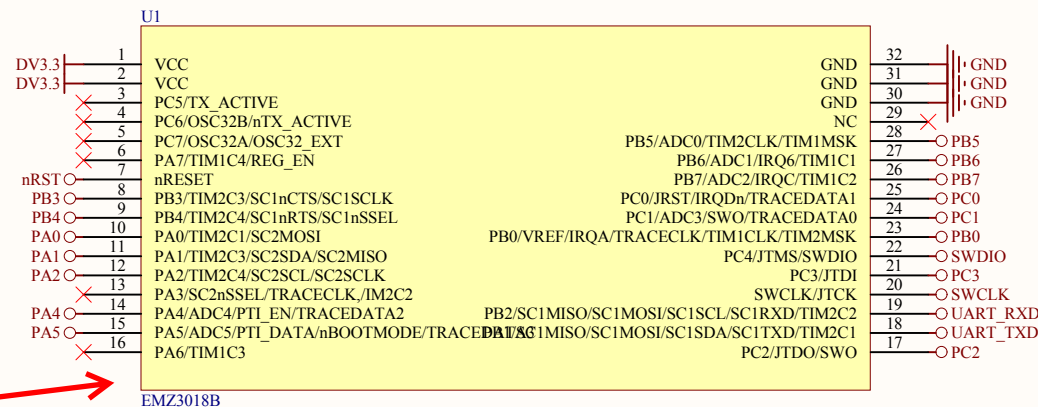 U1
DV3.3 1 VCC GND 32 GND
DV3.3 2 VCC GND 31 GND
3 PC5/TX_ACTIVE GND 30 GND
4 PC6/OSC32B/nTX_ACTIVE NC 29
5 PC7/OSC32A/OSC32_EXT PB5/ADC0/TIM2CLK/TIM1MSK 28 PB5
6 PA7/TIM1C4/REG_EN PB6/ADC1/IRQ6/TIM1C1 27 PB6
nRST 7 nRESET PB7/ADC2/IRQC/TIM1C2 26 PB7
PB3 8 PB3/TIM2C3/SC1nCTS/SC1SCLK PC0/JRST/IRQDn/TRACEDATA1 25 PC0
PB4 9 PB4/TIM2C4/SC1nRTS/SC1nSSEL PC1/ADC3/SWO/TRACEDATA0 24 PC1
PA0 10 PA0/TIM2C1/SC2MOSI PB0/VREF/IRQA/TRACECLK/TIM1CLK/TIM2MSK 23 PB0
PA1 11 PA1/TIM2C3/SC2SDA/SC2MISO PC4/JTMS/SWDIO 22 SWDIO
PA2 12 PA2/TIM2C4/SC2SCL/SC2SCLK PC3/JTDI 21 PC3
13 PA3/SC2nSSEL/TRACECLK,/IM2C2 SWCLK/JTCK 20 SWCLK
PA4 14 PA4/ADC4/PTI_EN/TRACEDATA2 PB2/SC1MISO/SC1MOSI/SC1SCL/SC1RXD/TIM2C2 19 UART_RXD
PA5 15 PA5/ADC5/PTI_DATA/nBOOTMODE/ SC1MISO/SC1MOSI/SC1SDA/SC1TXD/TIM2C1 18 UART_TXD
16 PA6/TIM1C3 PC2/JTDO/SWO 17 PC2
EMZ3018B